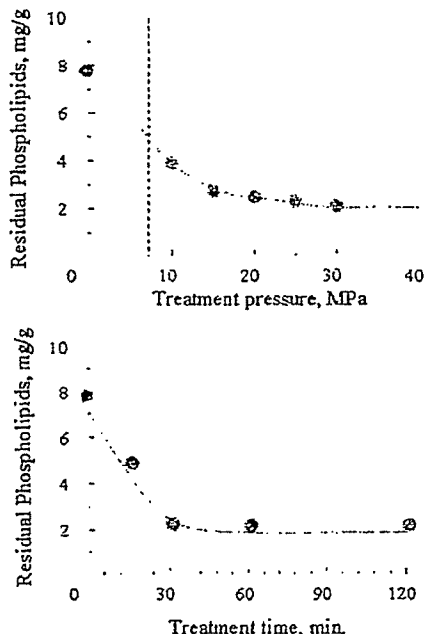 10
Residual Phospholipids, mg/g
8
6
4
2
0 10 20 30 40
Treatment pressure, MPa
10
Residual Phospholipids, mg/g
8
6
4
2
0 30 60 90 120
Treatment time, min.